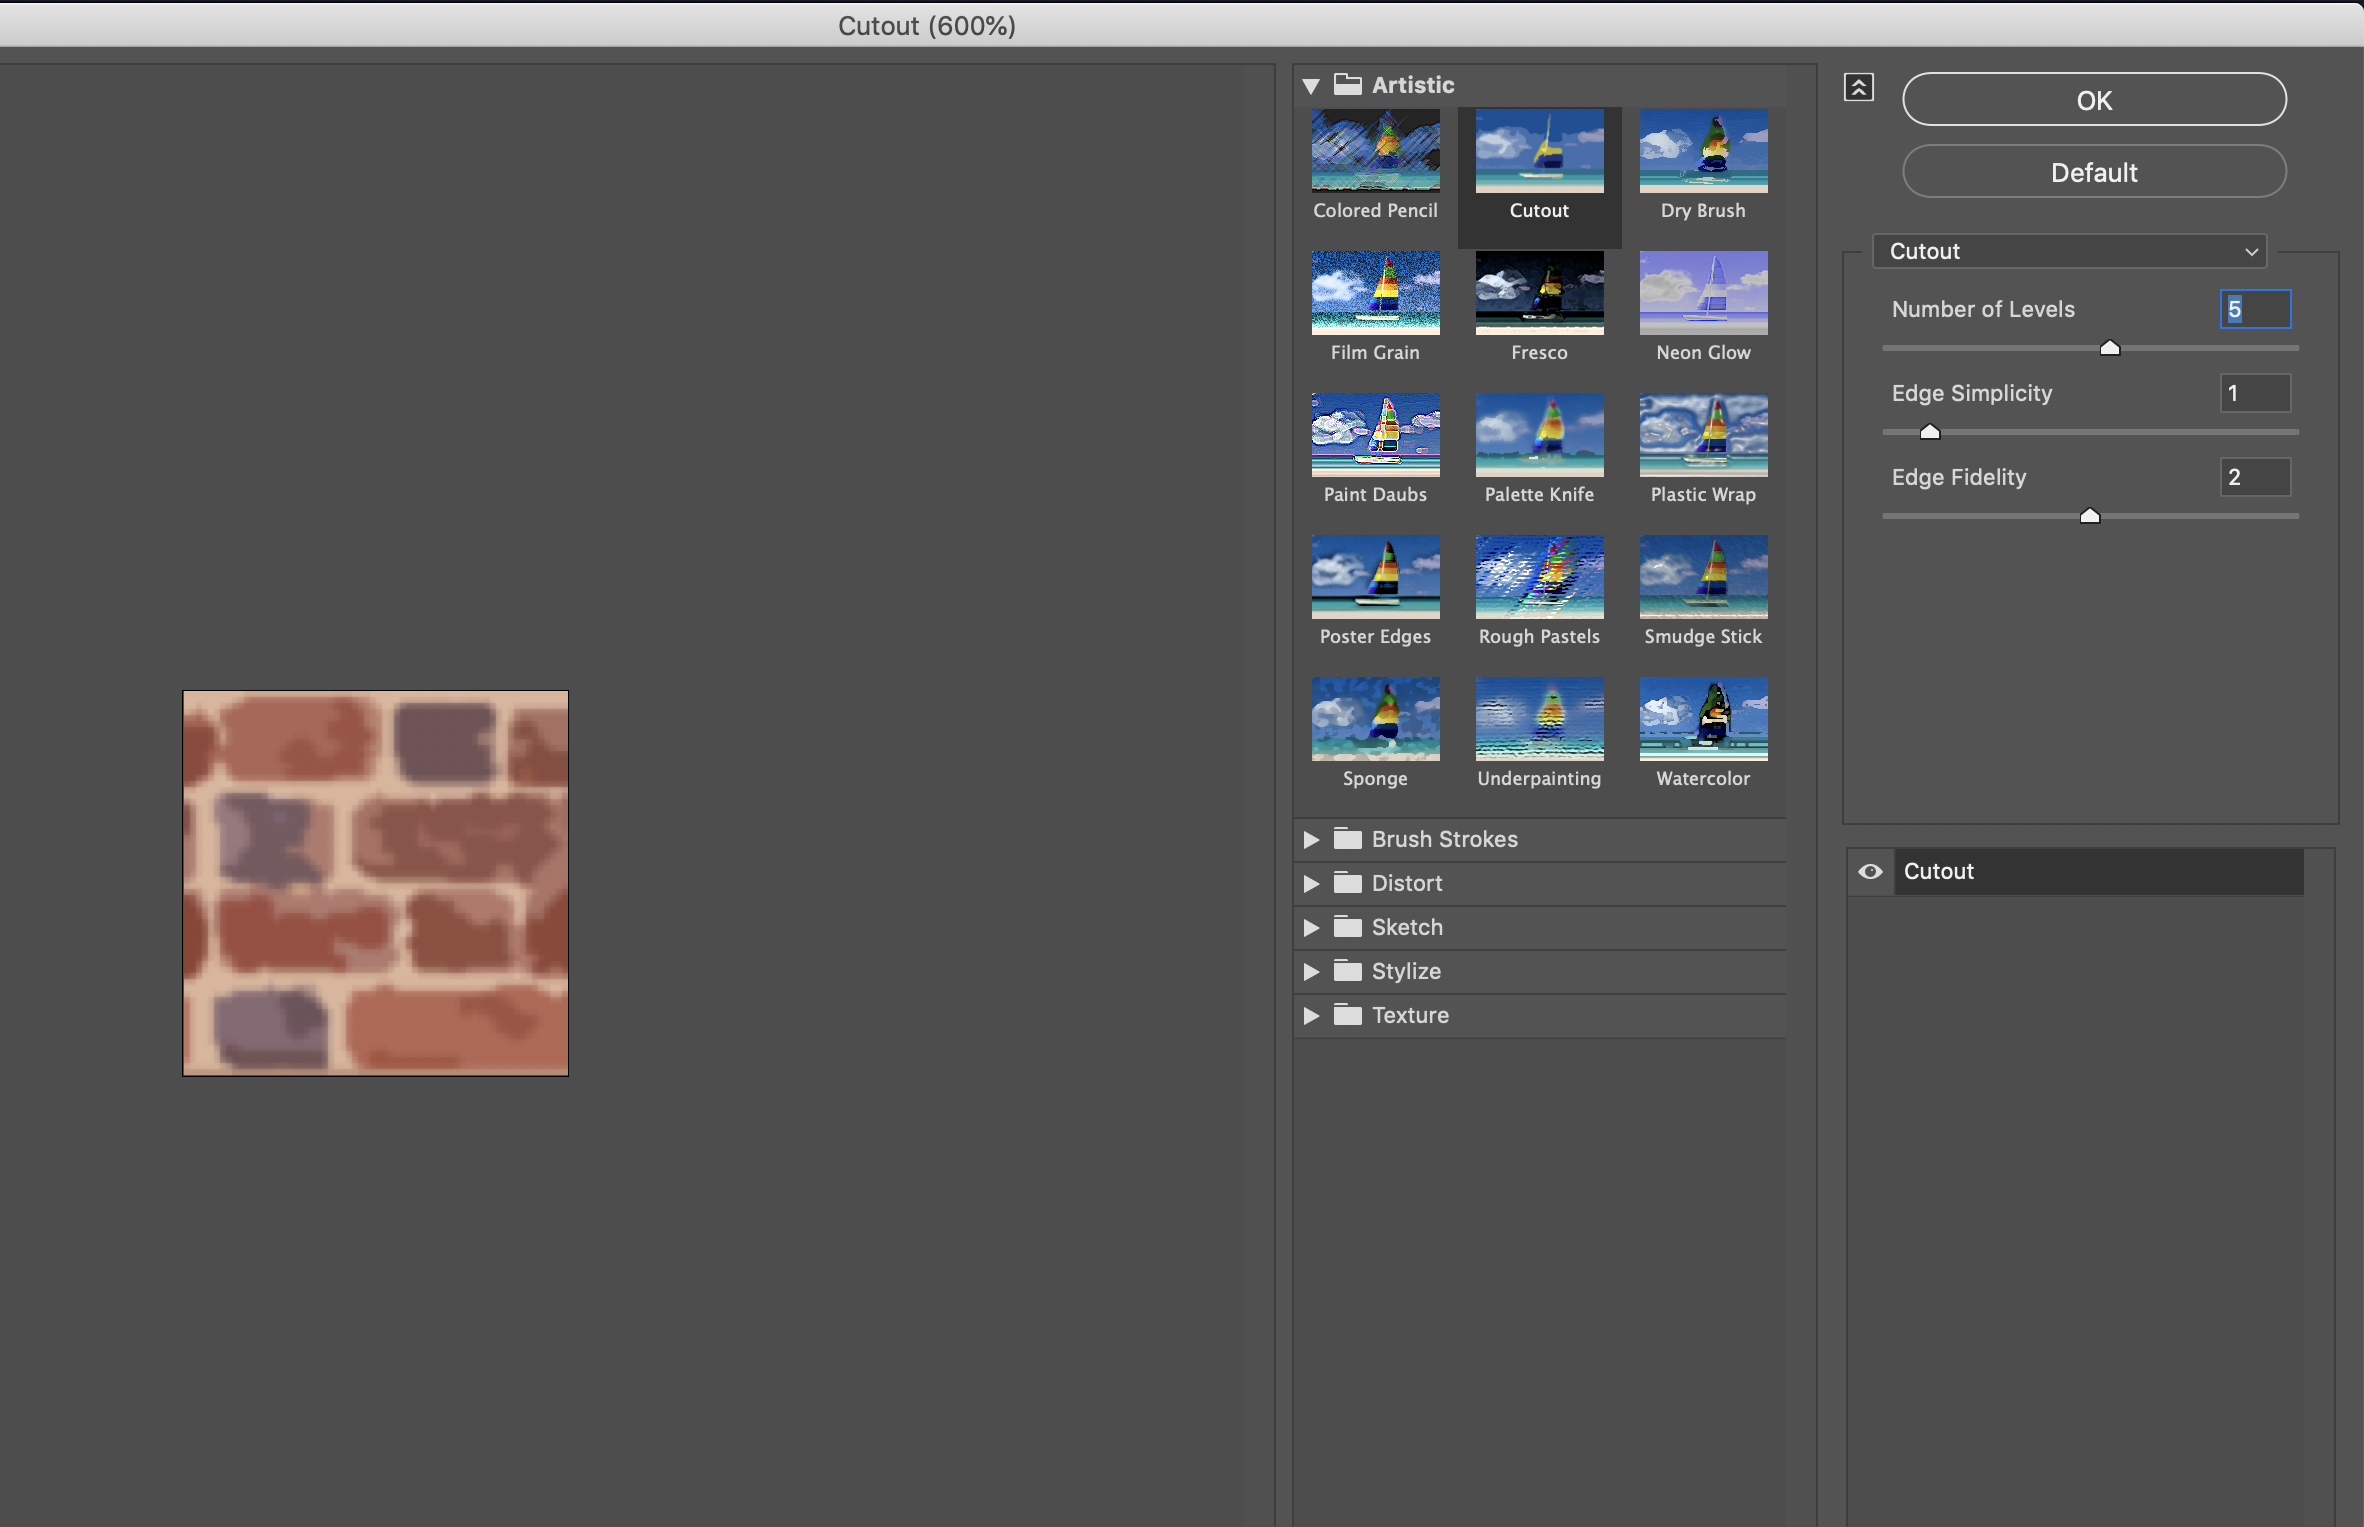 Cutout (600%)
Artistic
Colored Pencil
Cutout
Dry Brush
Film Grain
Fresco
Neon Glow
Paint Daubs
Palette Knife
Plastic Wrap
Poster Edges
Rough Pastels
Smudge Stick
Sponge
Underpainting
Watercolor
Brush Strokes
Distort
Sketch
Stylize
Texture
OK
Default
Cutout
Number of Levels 5
Edge Simplicity 1
Edge Fidelity 2
Cutout